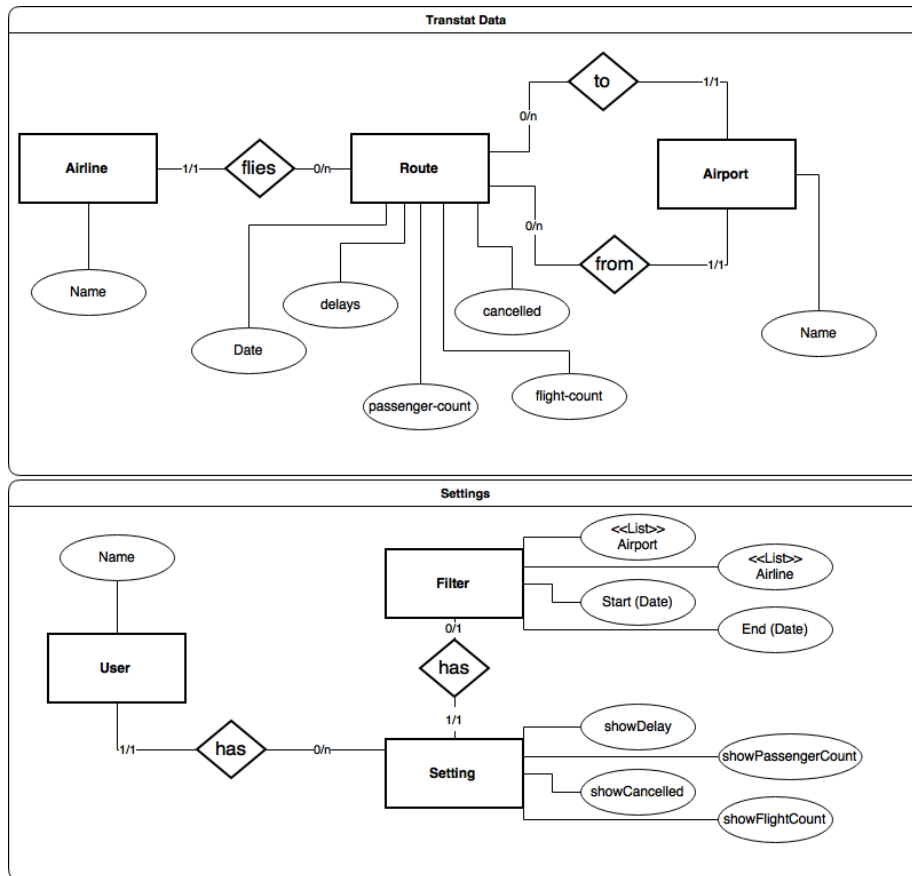 Transtat Data
to
0/n
1/1
Airline
1/1
flies
0/n
Route
Airport
0/n
from
1/1
Name
delays
cancelled
Date
Name
passenger-count
flight-count
Settings
Name
Filter
<<List>>
Airport
<<List>>
Airline
Start (Date)
End (Date)
0/1
User
has
1/1
1/1
has
0/n
Setting
showDelay
showPassengerCount
showCancelled
showFlightCount